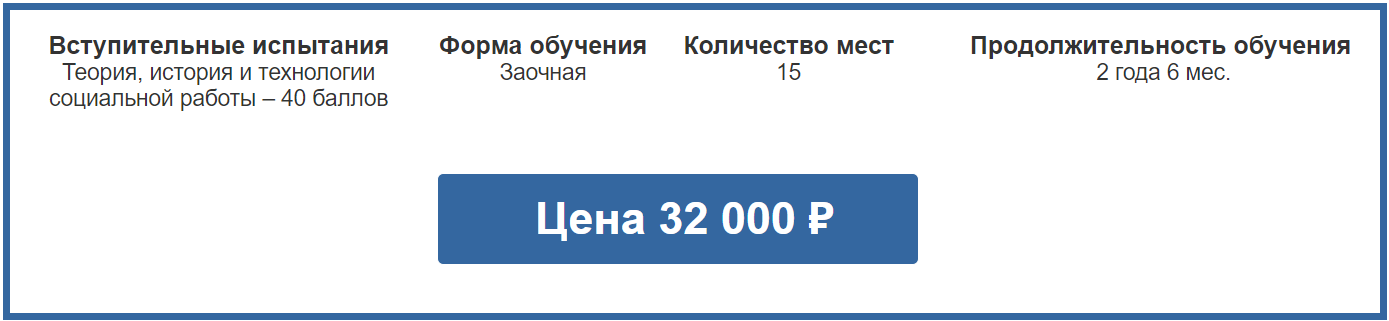 Вступительные испытания
Теория, история и технологии
социальной работы – 40 баллов
Форма обучения
Заочная
Количество мест
15
Продолжительность обучения
2 года 6 мес.
Цена 32 000 ₽